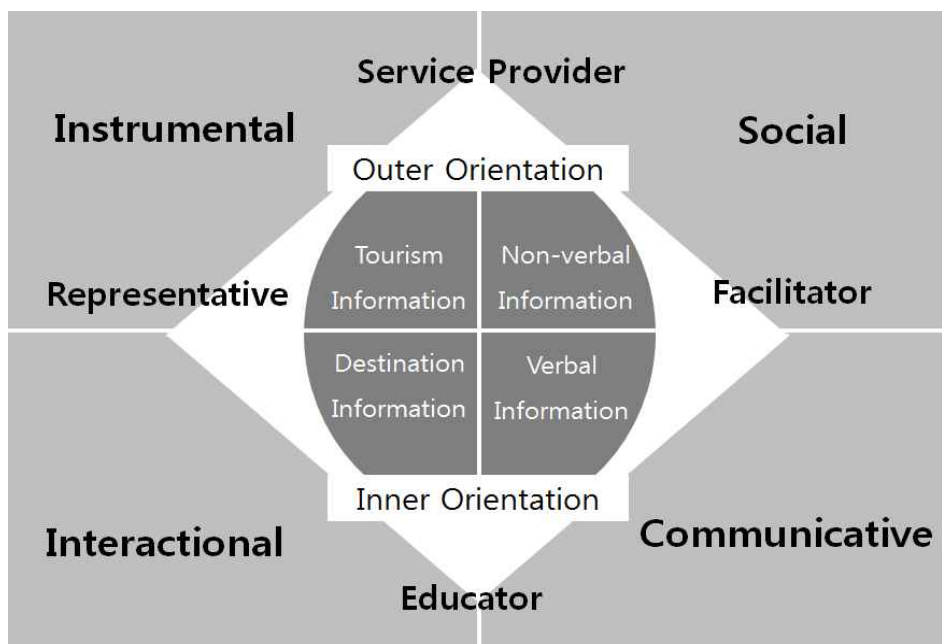 Service Provider
Instrumental
Social
Outer Orientation
Tourism
Information
Non-verbal
Information
Representative
Facilitator
Destination
Information
Verbal
Information
Inner Orientation
Interactional
Communicative
Educator